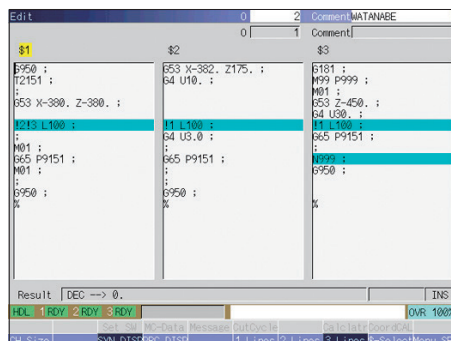 Edit 0 2 Comment WATANABE
0 1 Comment
$1 $2 $3
G950 ;
T2151 ;
;
G53 X-380. Z-380. ;
!2!3 L100 ;
;
M01 ;
G65 P9151 ;
M01 ;
;
G950 ;
%
G53 X-382. Z175. ;
G4 U10. ;
!1 L100 ;
G4 U3.0 ;
;
G65 P9151 ;
;
;
G950 ;
%
G181 ;
M99 P999 ;
M01 ;
G53 Z-450. ;
G4 U30. ;
!1 L100 ;
G65 P9151 ;
;
N999 ;
G950 ;
%
Result DEC --> 0. INS
HDL 1 RDY 2 RDY 3 RDY OVR 100%
Set SW MC-Data Message CutCycle Calclatr CoordCAL
CH Size SYN DISP PRC DISP 1 Lines 2 Lines 3 Lines